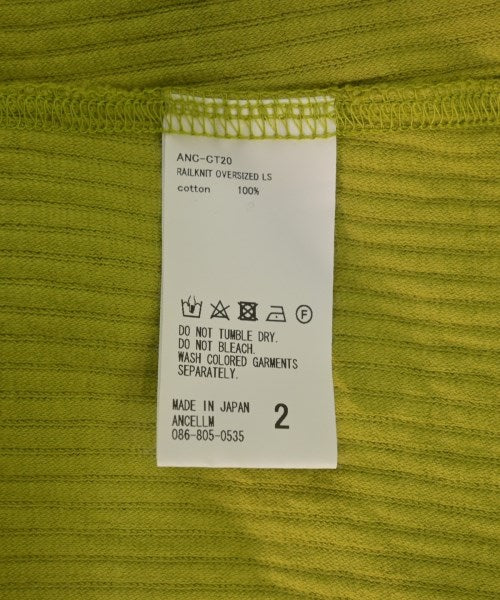 ANC-CT20
RAILKNIT OVERSIZED LS
cotton 100%
F
DO NOT TUMBLE DRY.
DO NOT BLEACH.
WASH COLORED GARMENTS
SEPARATELY.
MADE IN JAPAN
ANCELLM 2
086-805-0535